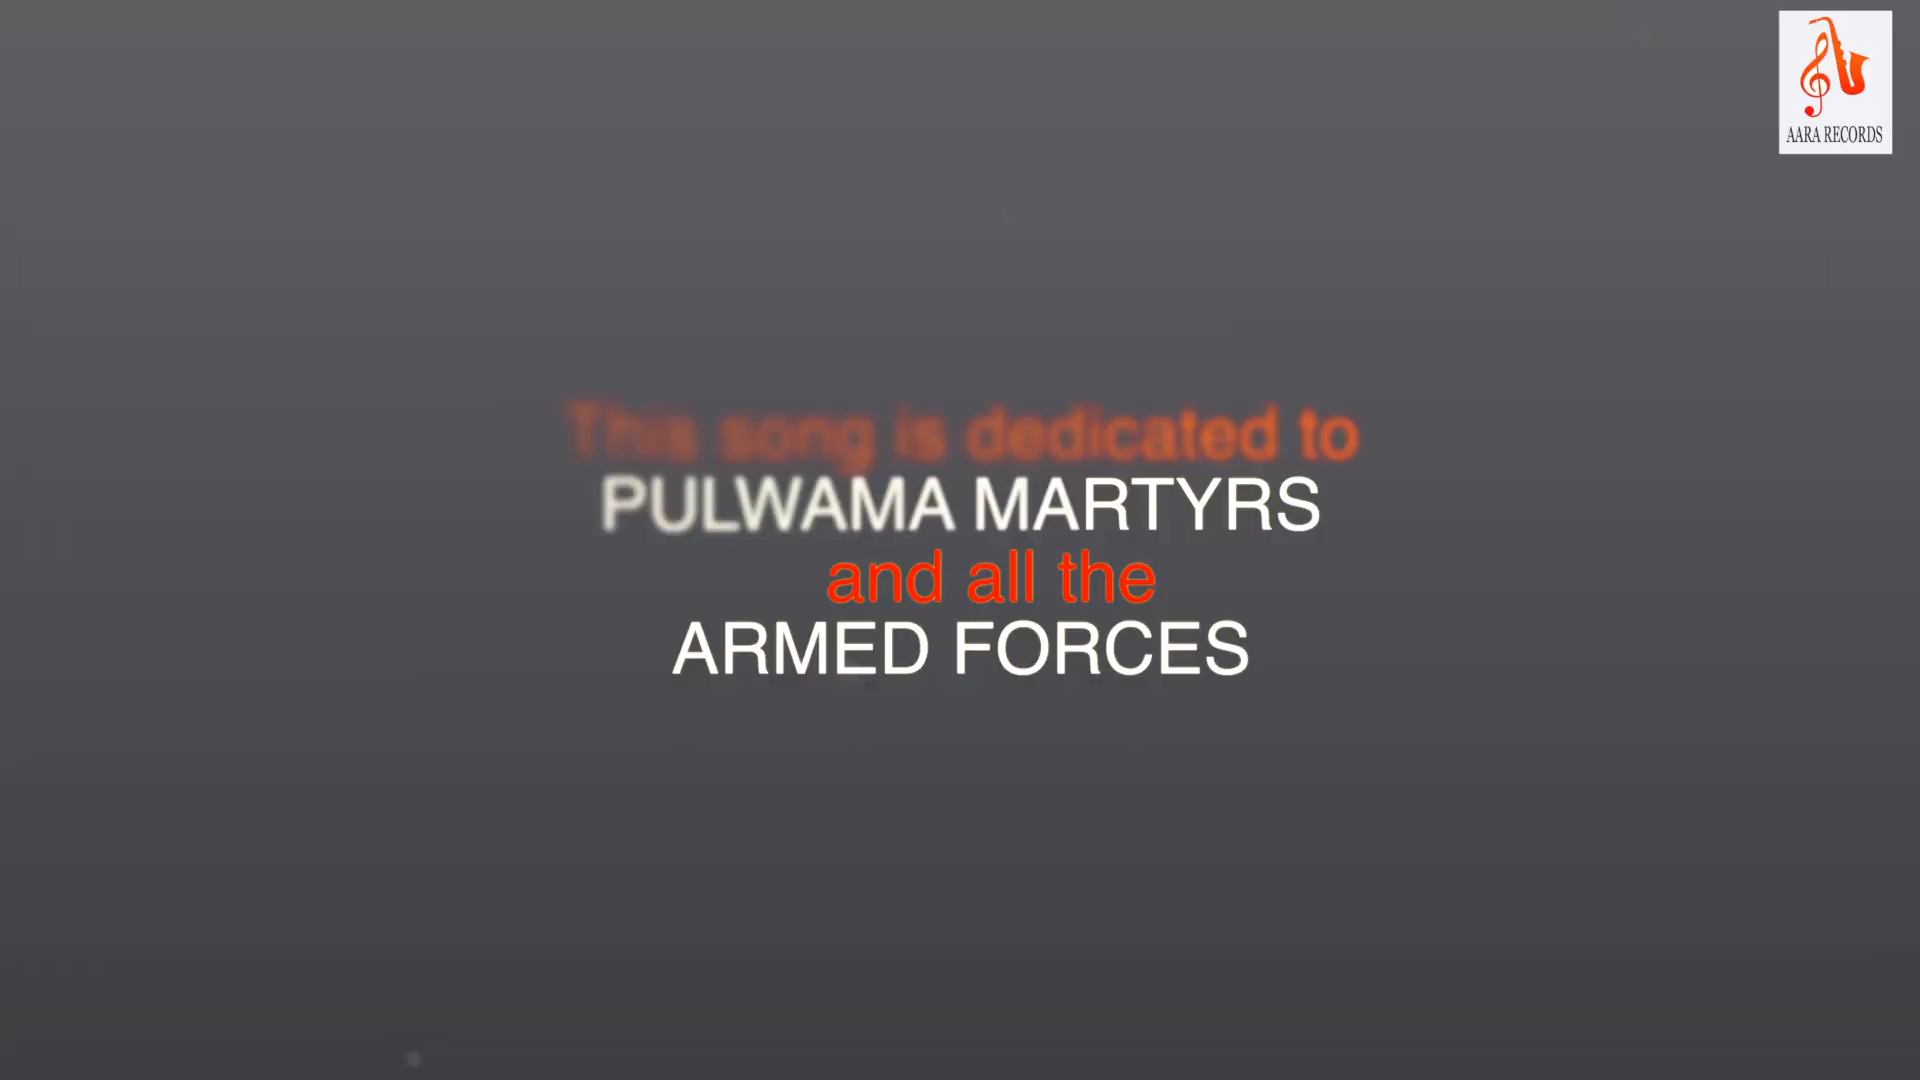 This song is dedicated to
PULWAMA MARTYRS
and all the
ARMED FORCES
AARA RECORDS